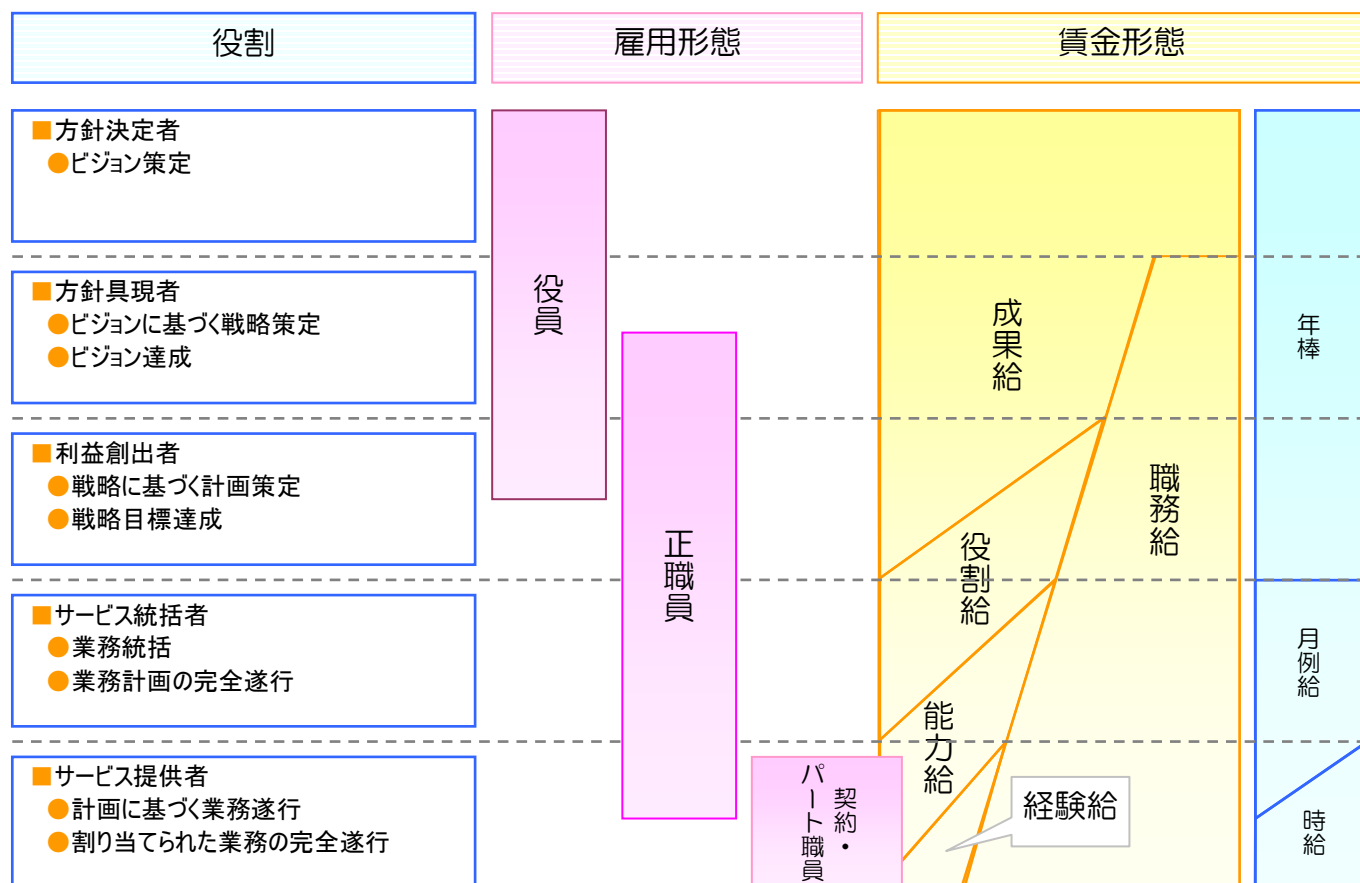 役割
雇用形態
賃金形態
■方針決定者
●ビジョン策定
■方針具現者
●ビジョンに基づく戦略策定
●ビジョン達成
■利益創出者
●戦略に基づく計画策定
●戦略目標達成
■サービス統括者
●業務統括
●業務計画の完全遂行
■サービス提供者
●計画に基づく業務遂行
●割り当てられた業務の完全遂行
役員
正職員
契約・
パート職員
成果給
職務給
役割給
能力給
経験給
年棒
月例給
時給